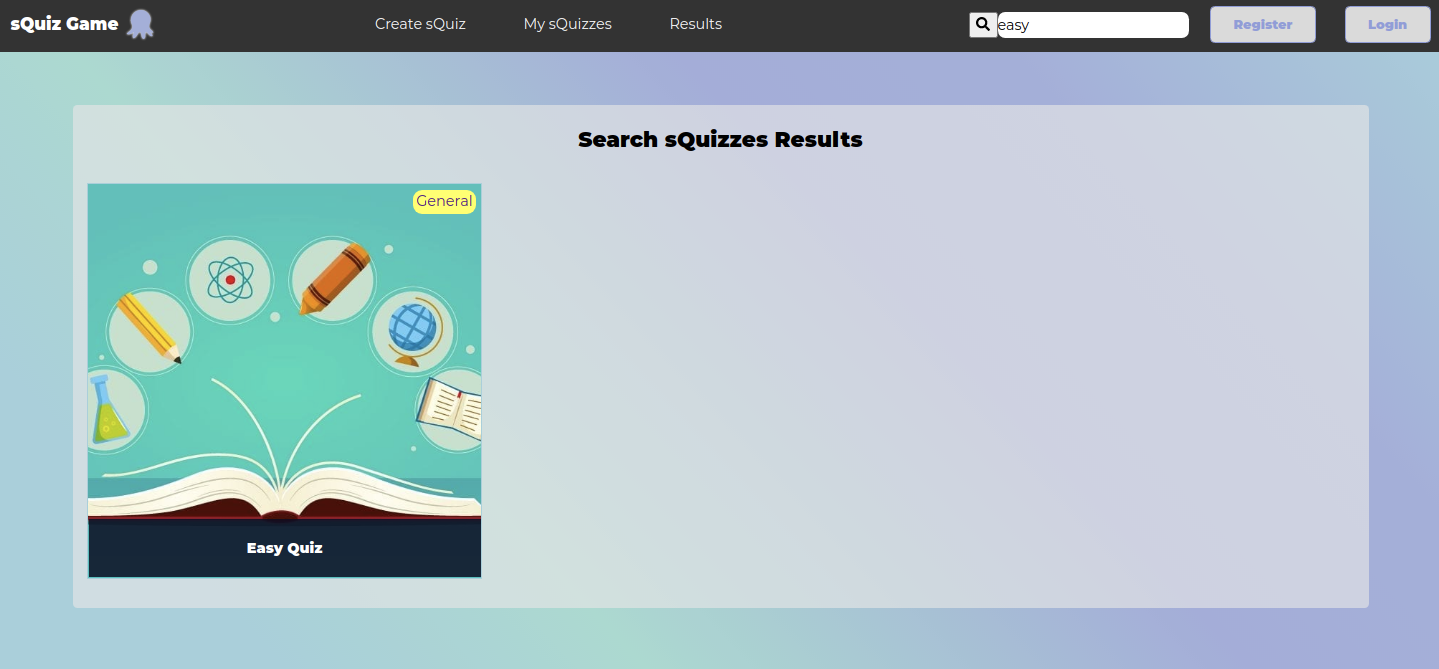 sQuiz Game
Create sQuiz
My sQuizzes
Results
easy
Register
Login
Search sQuizzes Results
General
Easy Quiz